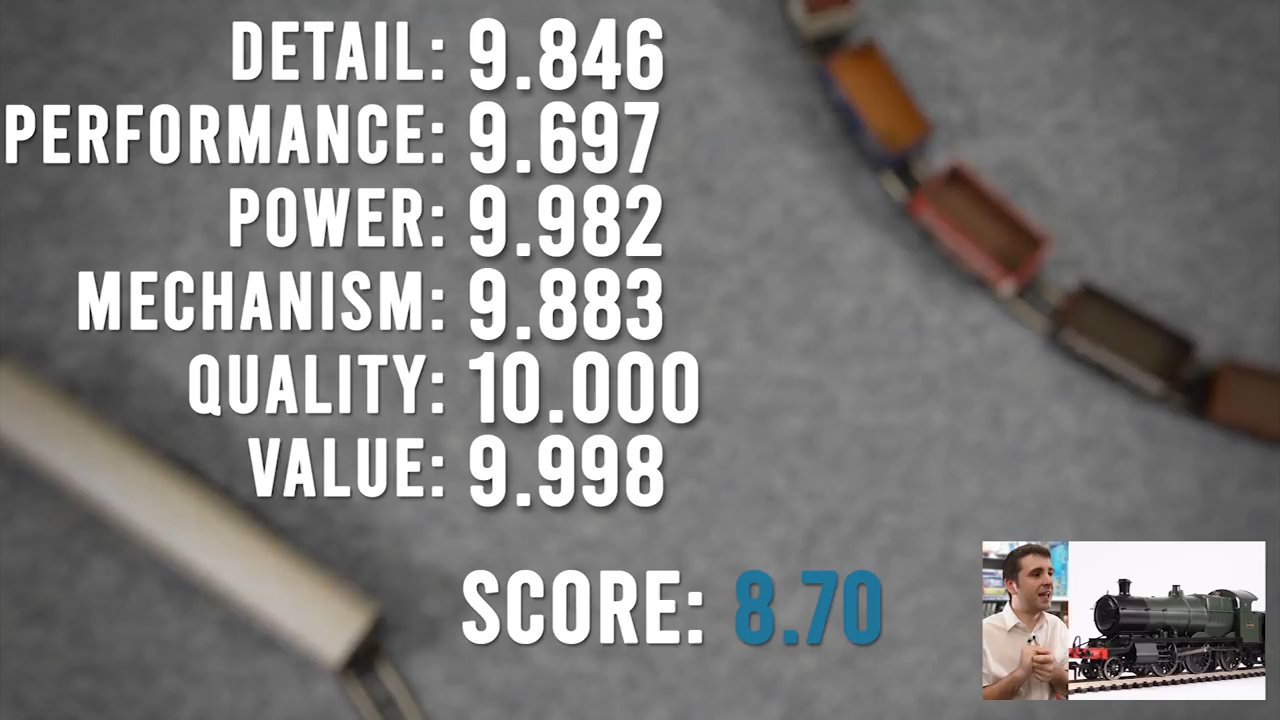 DETAIL: 9.846
PERFORMANCE: 9.697
POWER: 9.982
MECHANISM: 9.883
QUALITY: 10.000
VALUE: 9.998
SCORE: 8.70